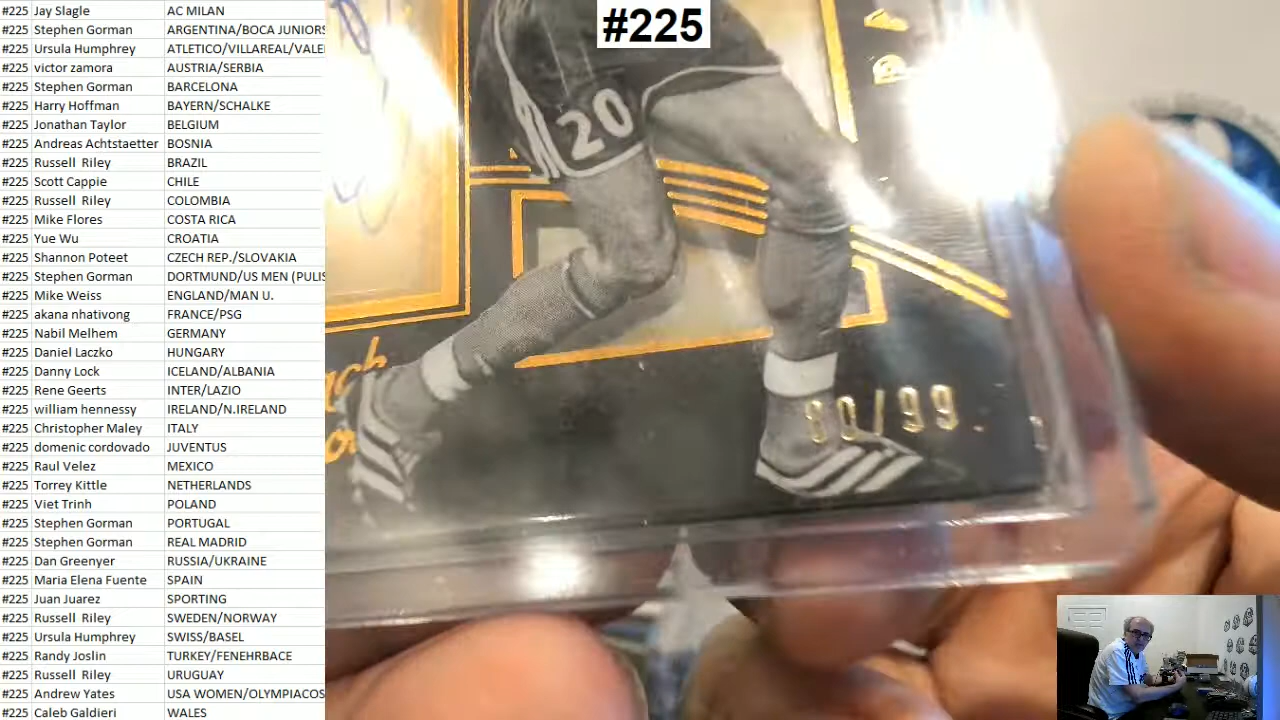 #225 Jay Slagle AC MILAN
#225 Stephen Gorman ARGENTINA/BOCA JUNIORS
#225 Ursula Humphrey ATLETICO/VILLAREAL/VALE
#225 victor zamora AUSTRIA/SERBIA
#225 Stephen Gorman BARCELONA
#225 Harry Hoffman BAYERN/SCHALKE
#225 Jonathan Taylor BELGIUM
#225 Andreas Achtstaetter BOSNIA
#225 Russell Riley BRAZIL
#225 Scott Cappie CHILE
#225 Russell Riley COLOMBIA
#225 Mike Flores COSTA RICA
#225 Yue Wu CROATIA
#225 Shannon Poteet CZECH REP./SLOVAKIA
#225 Stephen Gorman DORTMUND/US MEN (PULIS
#225 Mike Weiss ENGLAND/MAN U.
#225 akana nhativong FRANCE/PSG
#225 Nabil Melhem GERMANY
#225 Daniel Laczko HUNGARY
#225 Danny Lock ICELAND/ALBANIA
#225 Rene Geerts INTER/LAZIO
#225 william hennessy IRELAND/N.IRELAND
#225 Christopher Maley ITALY
#225 domenic cordovado JUVENTUS
#225 Raul Velez MEXICO
#225 Torrey Kittle NETHERLANDS
#225 Viet Trinh POLAND
#225 Stephen Gorman PORTUGAL
#225 Stephen Gorman REAL MADRID
#225 Dan Greenyer RUSSIA/UKRAINE
#225 Maria Elena Fuente SPAIN
#225 Juan Juarez SPORTING
#225 Russell Riley SWEDEN/NORWAY
#225 Ursula Humphrey SWISS/BASEL
#225 Randy Joslin TURKEY/FENEHRBACE
#225 Russell Riley URUGUAY
#225 Andrew Yates USA WOMEN/OLYMPIACOS
#225 Caleb Galdieri WALES
#225
20
80/99